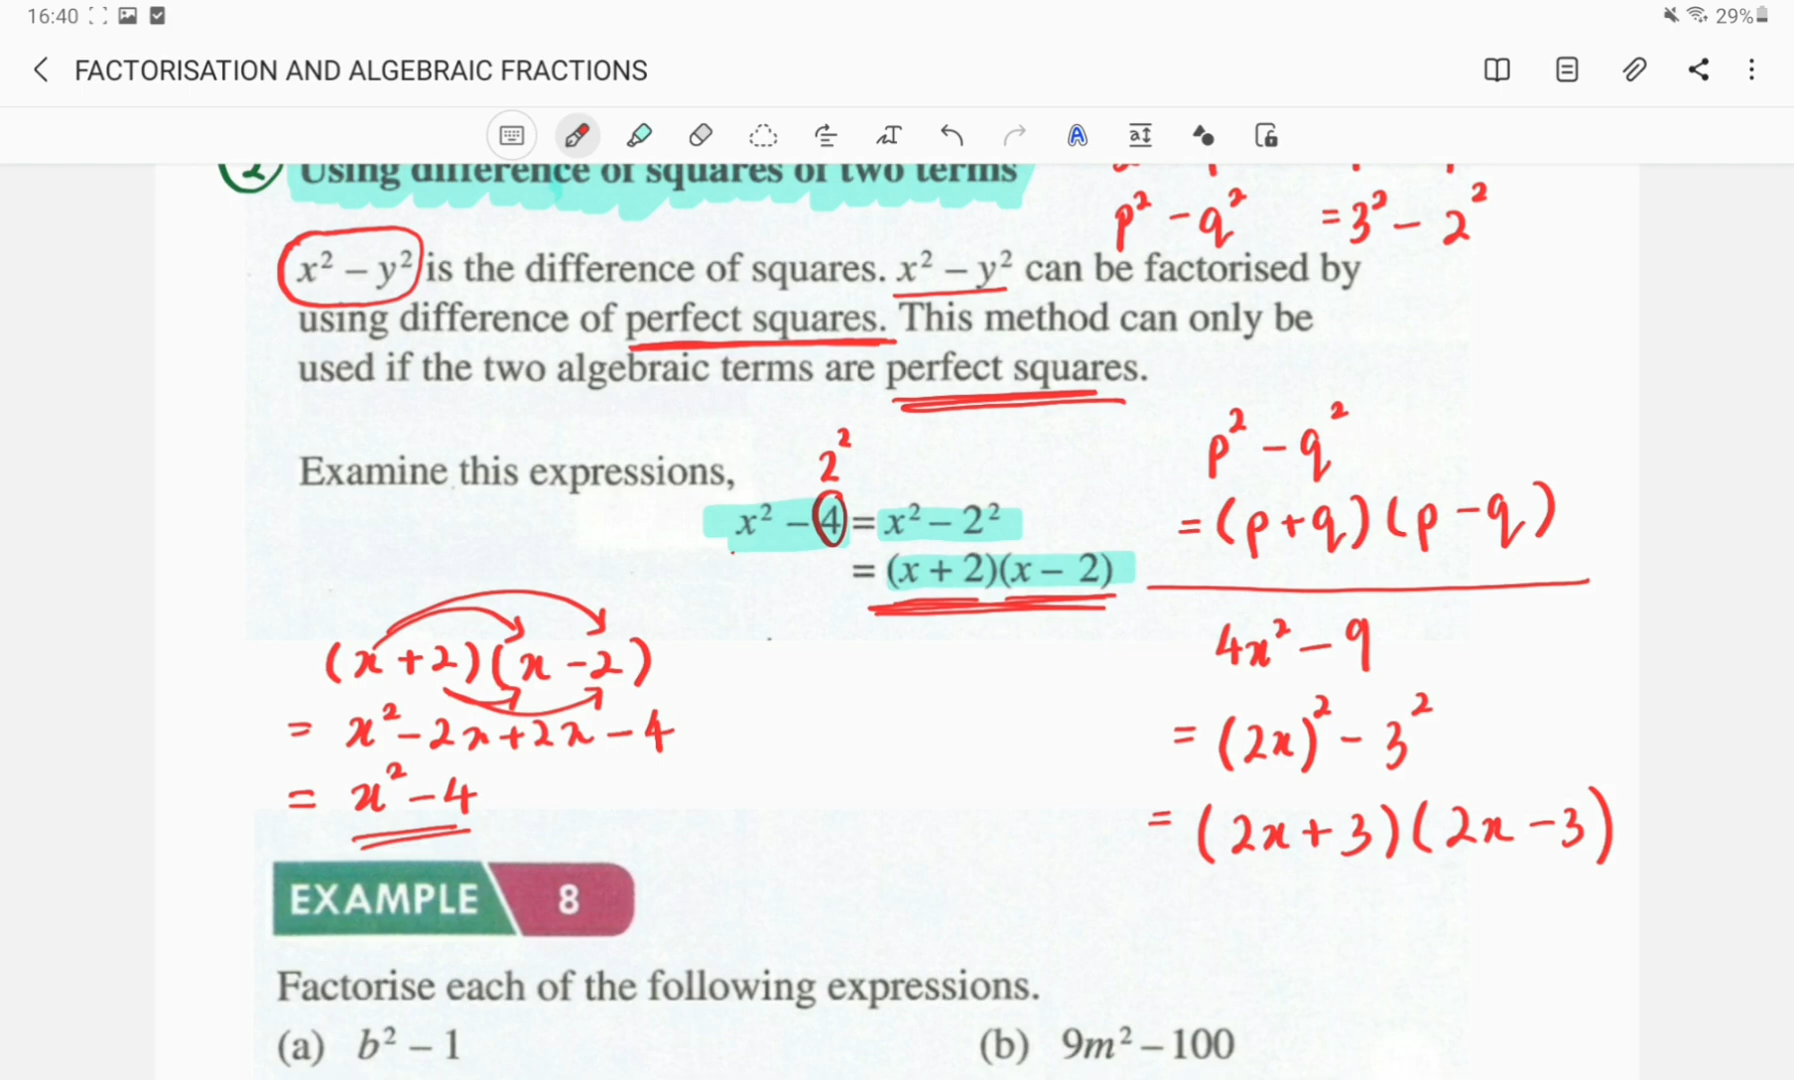 16:40
29%
FACTORISATION AND ALGEBRAIC FRACTIONS
2 Using difference of squares of two terms
p² - q² = 3² - 2²
x² – y² is the difference of squares. x² – y² can be factorised by
using difference of perfect squares. This method can only be
used if the two algebraic terms are perfect squares.
Examine this expressions,
2²
x² – 4 = x² – 2²
= (x + 2)(x – 2)
p² - q²
= (p+q)(p-q)
4x² - 9
= (2x)² - 3²
= (2x+3)(2x-3)
(x+2)(x-2)
= x² - 2x + 2x - 4
= x² - 4
EXAMPLE 8
Factorise each of the following expressions.
(a) b² – 1 (b) 9m² – 100